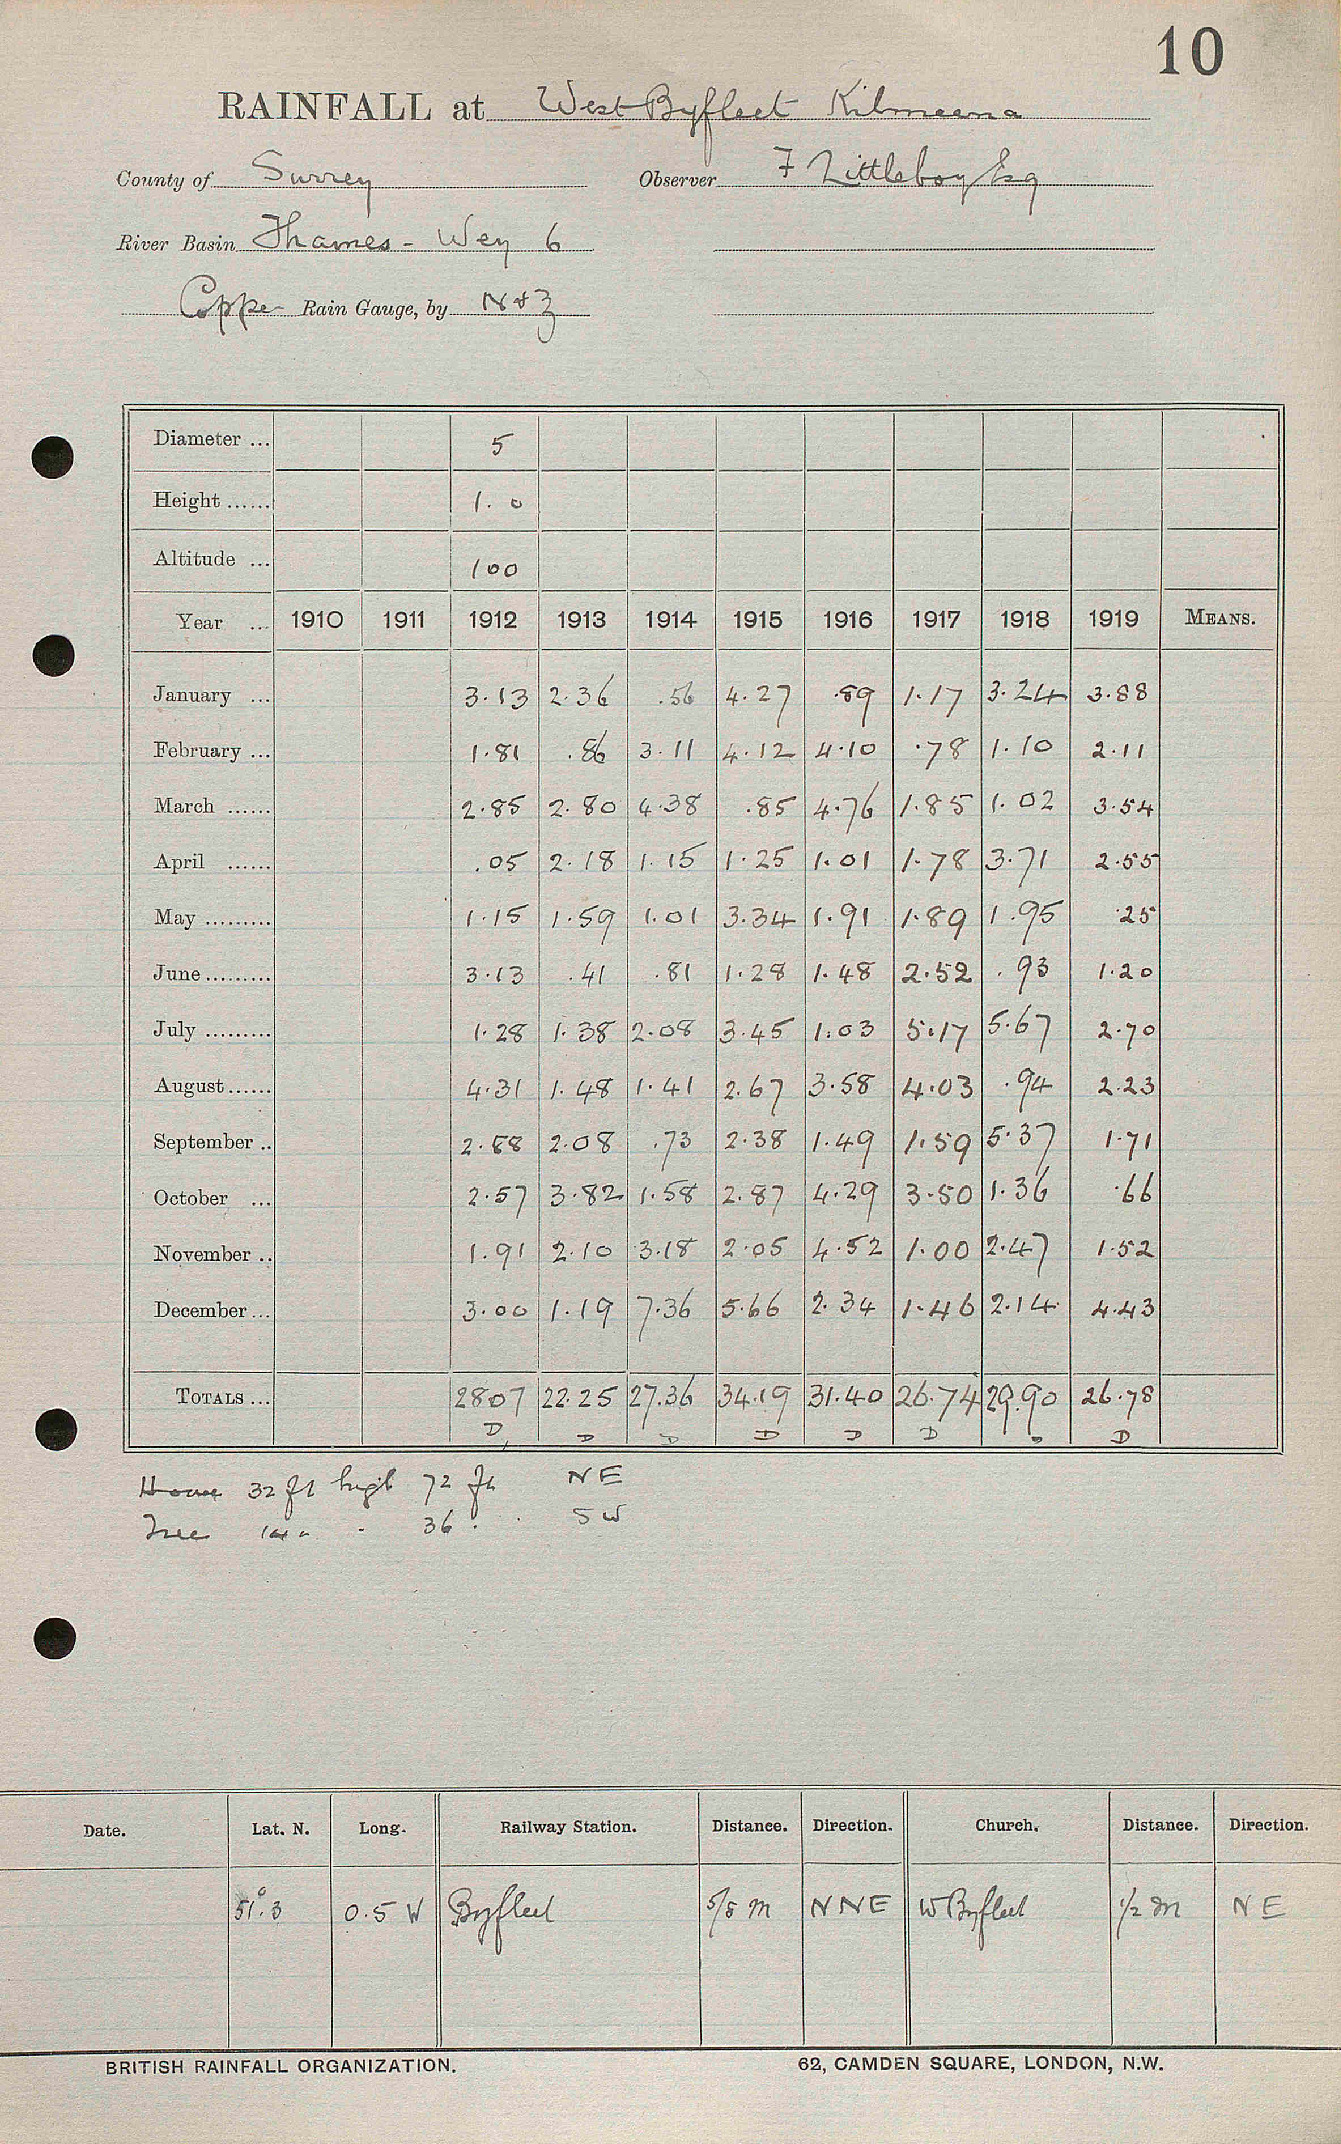 10
RAINFALL at West Byfleet Kilmeena
County of Surrey Observer F Littleboy Esq
River Basin Thames - Wey 6
Copper Rain Gauge, by N & Z
Diameter ... 5
Height ...... 1. 0
Altitude ... 100
Year ... 1910 1911 1912 1913 1914 1915 1916 1917 1918 1919 MEANS.
January ... 3.13 2.36 .56 4.27 .89 1.17 3.24 3.88
February ... 1.81 .86 3.11 4.12 4.10 .78 1.10 2.11
March ...... 2.85 2.80 4.38 .85 4.76 1.85 1.02 3.54
April ...... .05 2.18 1.15 1.25 1.01 1.78 3.71 2.55
May ......... 1.15 1.59 1.01 3.34 1.91 1.89 1.95 .25
June ......... 3.13 .41 .81 1.28 1.48 2.52 .93 1.20
July ......... 1.28 1.38 2.08 3.45 1.03 5.17 5.67 2.70
August ...... 4.31 1.48 1.41 2.67 3.58 4.03 .94 2.23
September .. 2.88 2.08 .73 2.38 1.49 1.59 5.37 1.71
October ... 2.57 3.82 1.58 2.87 4.29 3.50 1.36 .66
November .. 1.91 2.10 3.18 2.05 4.52 1.00 2.47 1.52
December ... 3.00 1.19 7.36 5.66 2.34 1.46 2.14 4.43
TOTALS ... 2807 22.25 27.36 34.19 31.40 26.74 29.90 26.78
D D D D D D D
House 32 ft high 72 ft NE
Tree 14 " - 36 . . SW
Date. Lat. N. Long. Railway Station. Distance. Direction. Church. Distance. Direction.
51°.3 0.5 W Byfleet 5/8 m NNE W Byfleet 1/2 m NE
BRITISH RAINFALL ORGANIZATION. 62, CAMDEN SQUARE, LONDON, N.W.